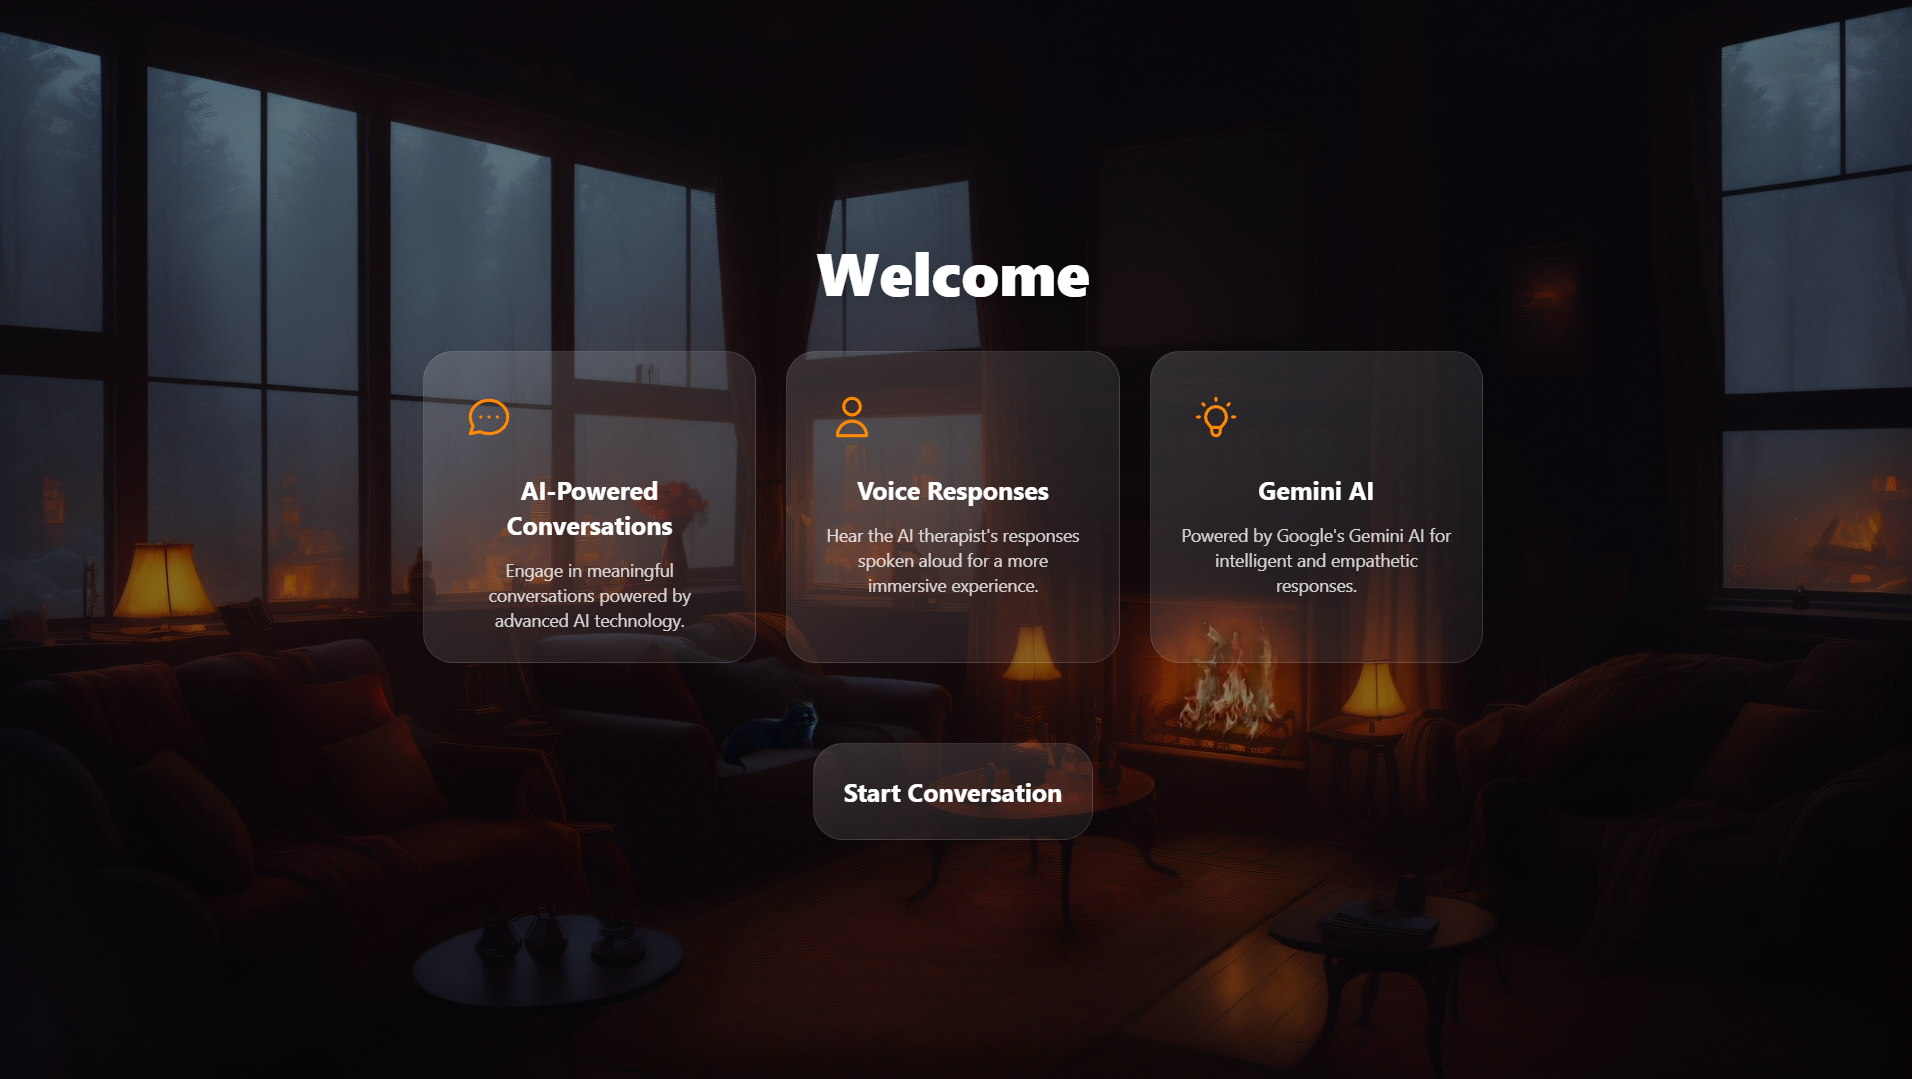 Welcome
AI-Powered
Conversations
Engage in meaningful
conversations powered by
advanced AI technology.
Voice Responses
Hear the AI therapist's responses
spoken aloud for a more
immersive experience.
Gemini AI
Powered by Google's Gemini AI for
intelligent and empathetic
responses.
Start Conversation